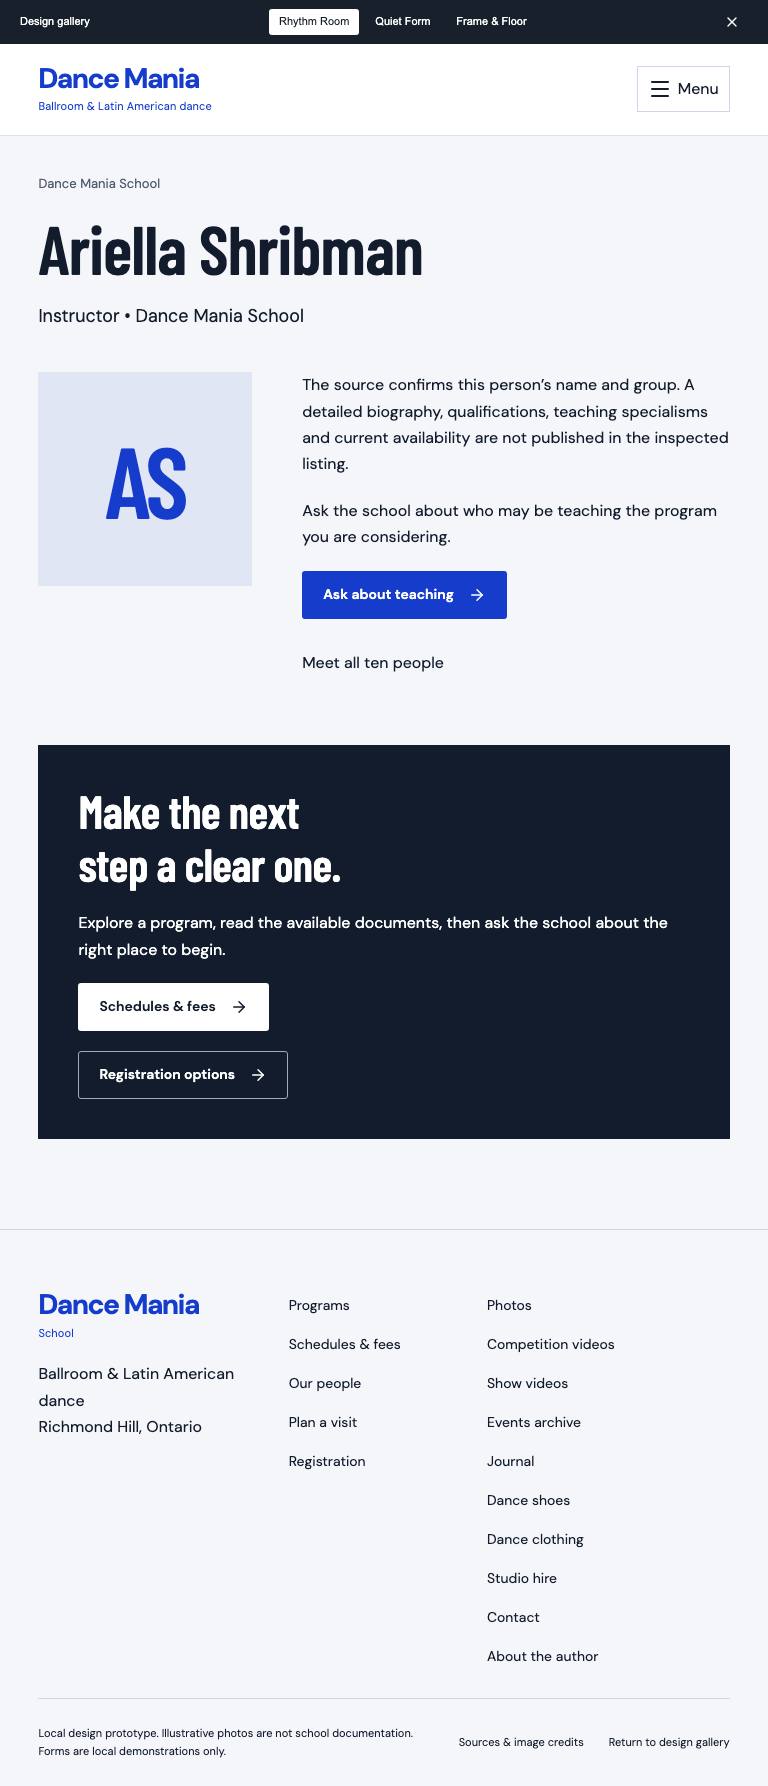 Design gallery
Rhythm Room
Quiet Form
Frame & Floor
Dance Mania
Ballroom & Latin American dance
Menu
Dance Mania School
Ariella Shribman
Instructor • Dance Mania School
AS
The source confirms this person’s name and group. A
detailed biography, qualifications, teaching specialisms
and current availability are not published in the inspected
listing.
Ask the school about who may be teaching the program
you are considering.
Ask about teaching
Meet all ten people
Make the next
step a clear one.
Explore a program, read the available documents, then ask the school about the
right place to begin.
Schedules & fees
Registration options
Dance Mania
School
Ballroom & Latin American
dance
Richmond Hill, Ontario
Programs
Schedules & fees
Our people
Plan a visit
Registration
Photos
Competition videos
Show videos
Events archive
Journal
Dance shoes
Dance clothing
Studio hire
Contact
About the author
Local design prototype. Illustrative photos are not school documentation.
Forms are local demonstrations only.
Sources & image credits
Return to design gallery